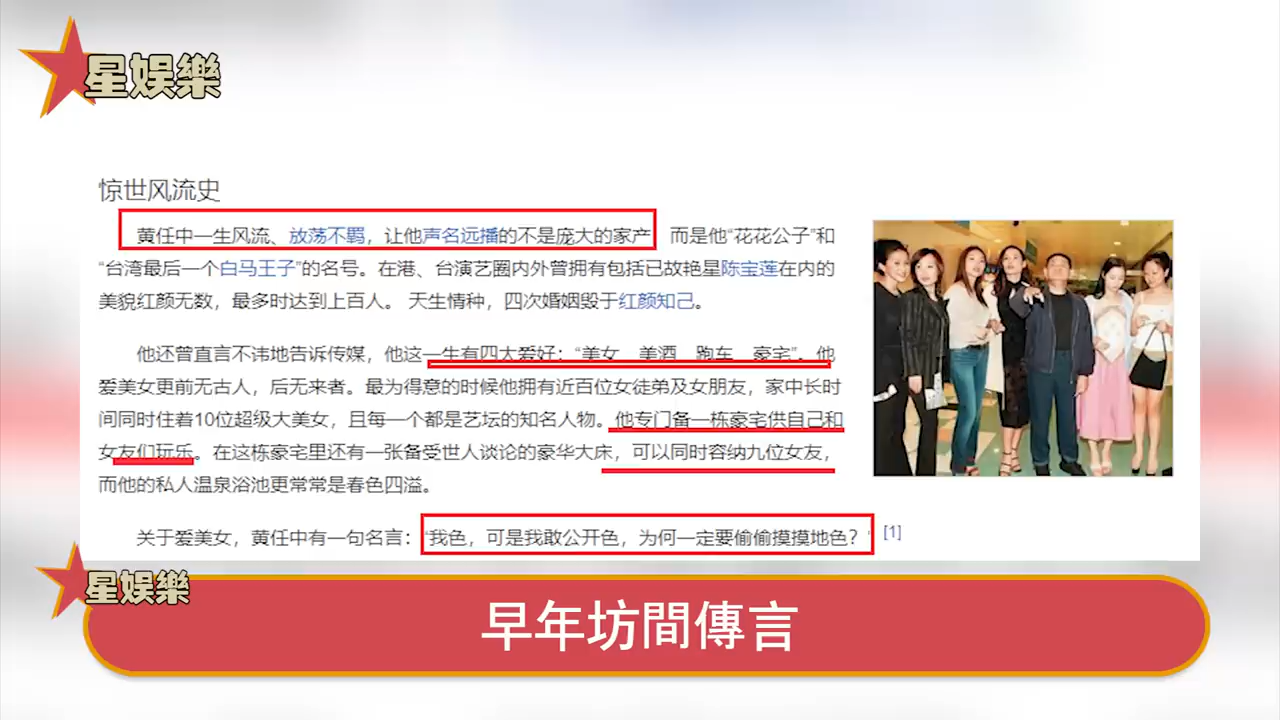 星娱樂
惊世风流史
黄任中一生风流、放荡不羁，让他声名远播的不是庞大的家产 而是他“花花公子”和
“台湾最后一个白马王子”的名号。在港、台演艺圈内外曾拥有包括已故艳星陈宝莲在内的
美貌红颜无数，最多时达到上百人。 天生情种，四次婚姻毁于红颜知己。
他还曾直言不讳地告诉传媒，他这一生有四大爱好：“美女 美酒 跑车 豪宅”。他
爱美女更前无古人，后无来者。最为得意的时候他拥有近百位女徒弟及女朋友，家中长时
间同时住着10位超级大美女，且每一个都是艺坛的知名人物。他专门备一栋豪宅供自己和
女友们玩乐。在这栋豪宅里还有一张备受世人谈论的豪华大床，可以同时容纳九位女友，
而他的私人温泉浴池更常常是春色四溢。
关于爱美女，黄任中有一句名言：“我色，可是我敢公开色，为何一定要偷偷摸摸地色？” [1]
星娱樂
早年坊間傳言